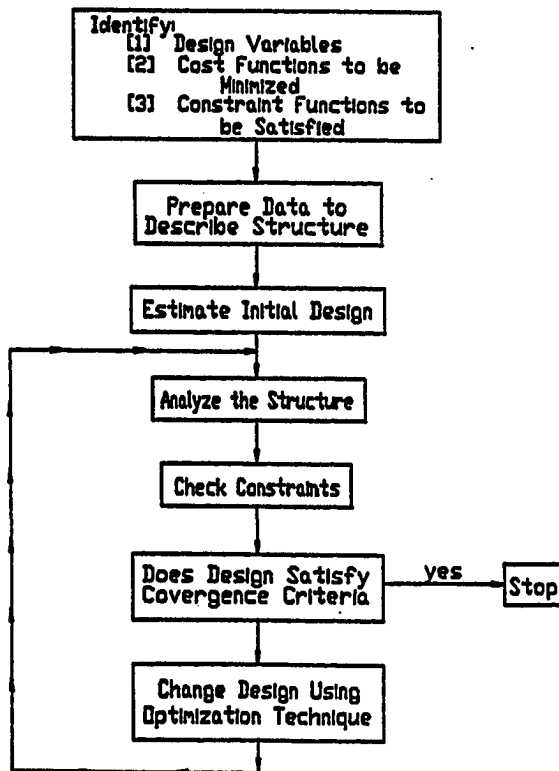 Identify:
[1] Design Variables
[2] Cost Functions to be
Minimized
[3] Constraint Functions to
be Satisfied
Prepare Data to
Describe Structure
Estimate Initial Design
Analyze the Structure
Check Constraints
Does Design Satisfy
Covergence Criteria
yes
Stop
Change Design Using
Optimization Technique